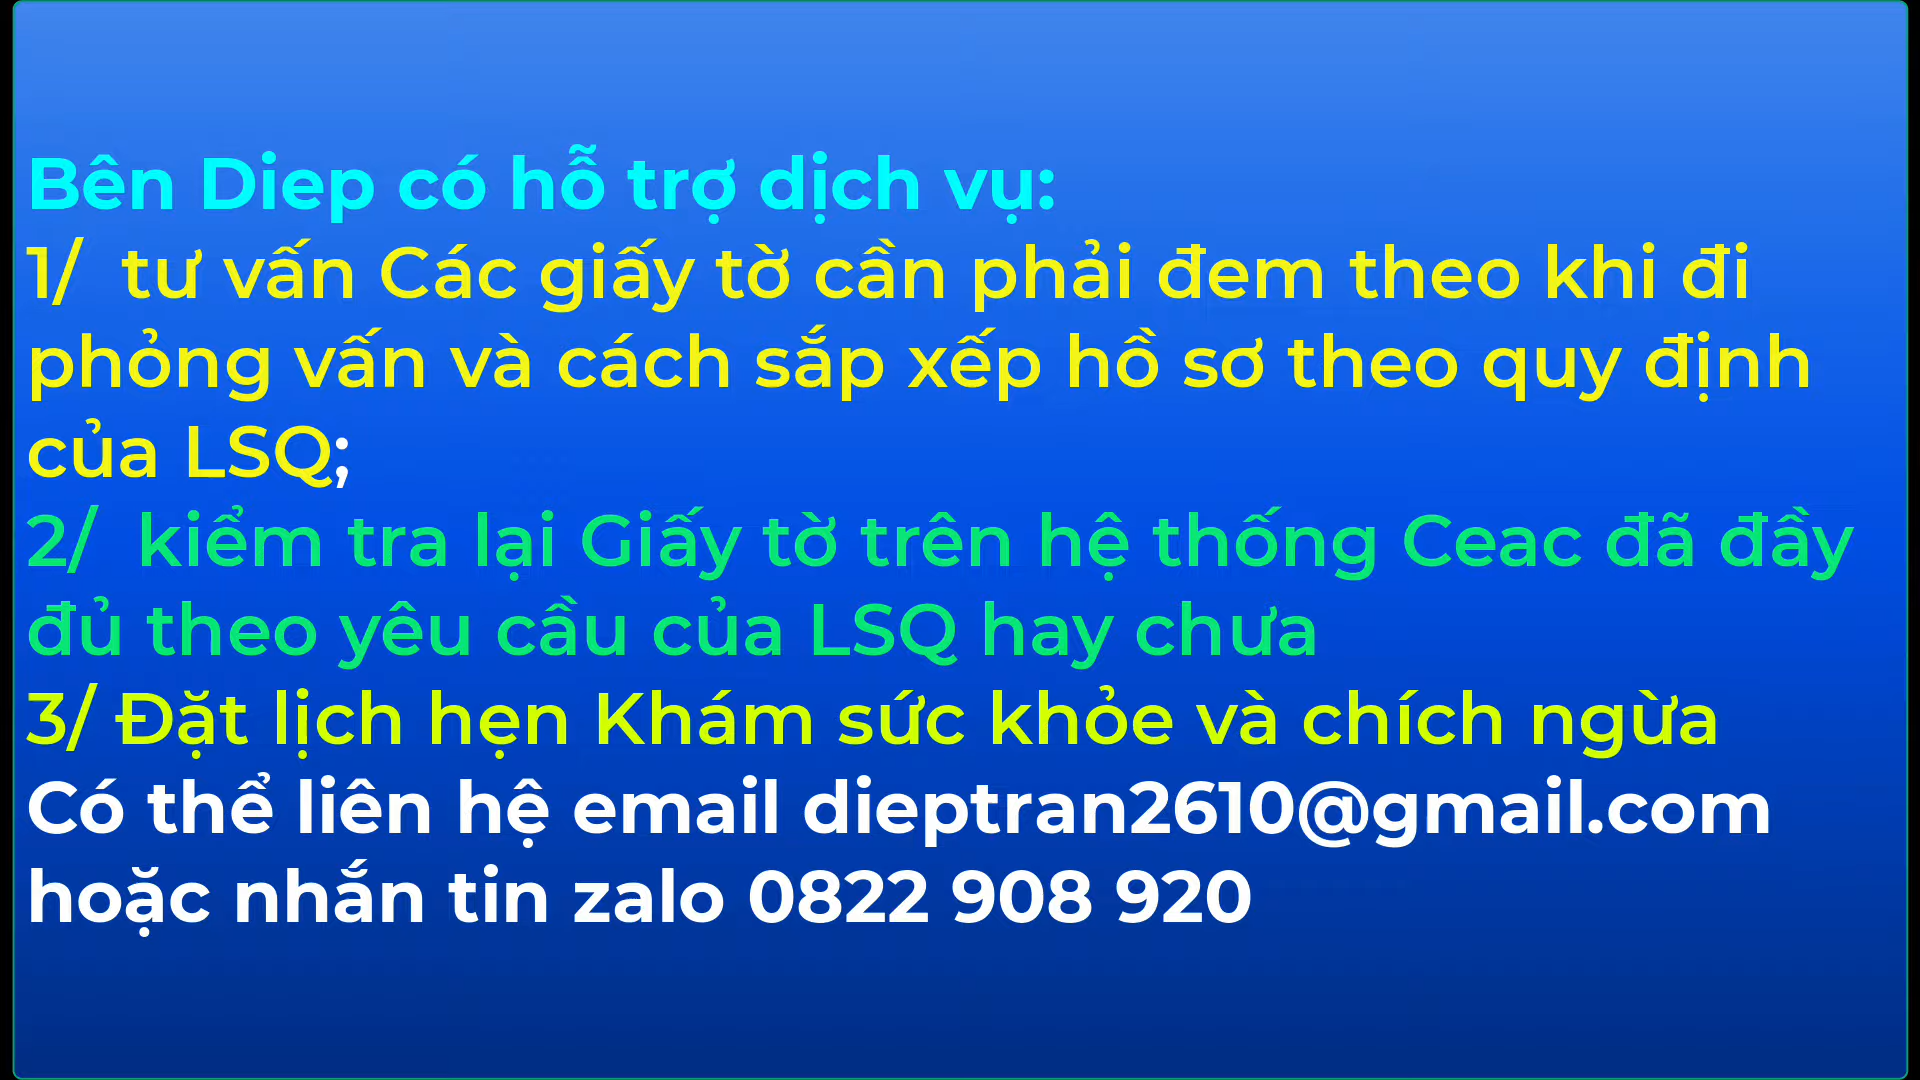 Bên Diep có hỗ trợ dịch vụ:
1/  tư vấn Các giấy tờ cần phải đem theo khi đi
phỏng vấn và cách sắp xếp hồ sơ theo quy định
của LSQ;
2/  kiểm tra lại Giấy tờ trên hệ thống Ceac đã đầy
đủ theo yêu cầu của LSQ hay chưa
3/ Đặt lịch hẹn Khám sức khỏe và chích ngừa
Có thể liên hệ email dieptran2610@gmail.com
hoặc nhắn tin zalo 0822 908 920